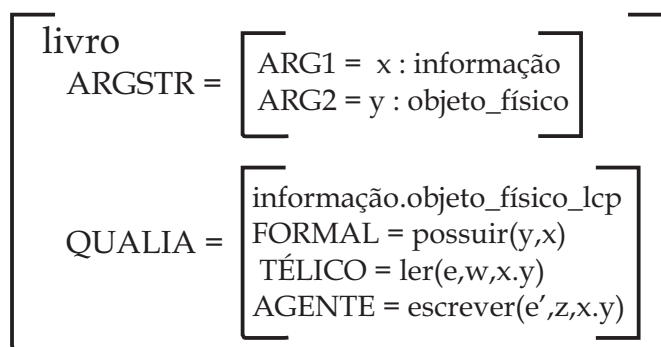 livro
ARGSTR =
ARG1 = x : informação
ARG2 = y : objeto_físico
QUALIA =
informação.objeto_físico_lcp
FORMAL = possuir(y,x)
TÉLICO = ler(e,w,x.y)
AGENTE = escrever(e’,z,x.y)